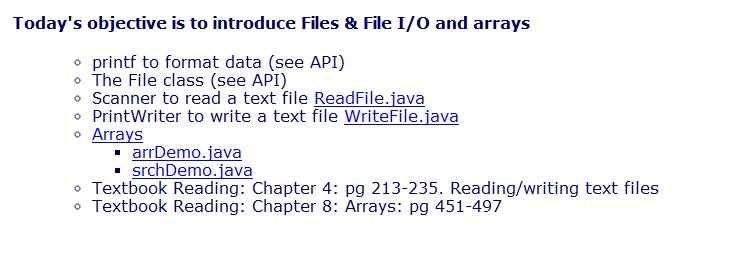 Today's objective is to introduce Files & File I/O and arrays
printf to format data (see API)
The File class (see API)
Scanner to read a text file ReadFile.java
PrintWriter to write a text file WriteFile.java
Arrays
arrDemo.java
srchDemo.java
Textbook Reading: Chapter 4: pg 213-235. Reading/writing text files
Textbook Reading: Chapter 8: Arrays: pg 451-497